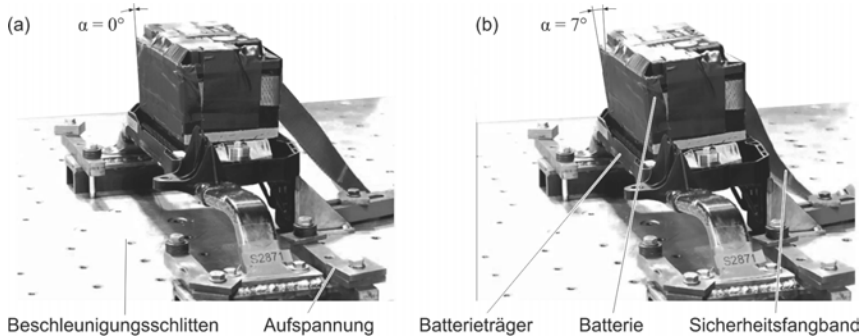 (a)
α = 0°
(b)
α = 7°
S2871
S2871
Beschleunigungsschlitten
Aufspannung
Batterieträger
Batterie
Sicherheitsfangband